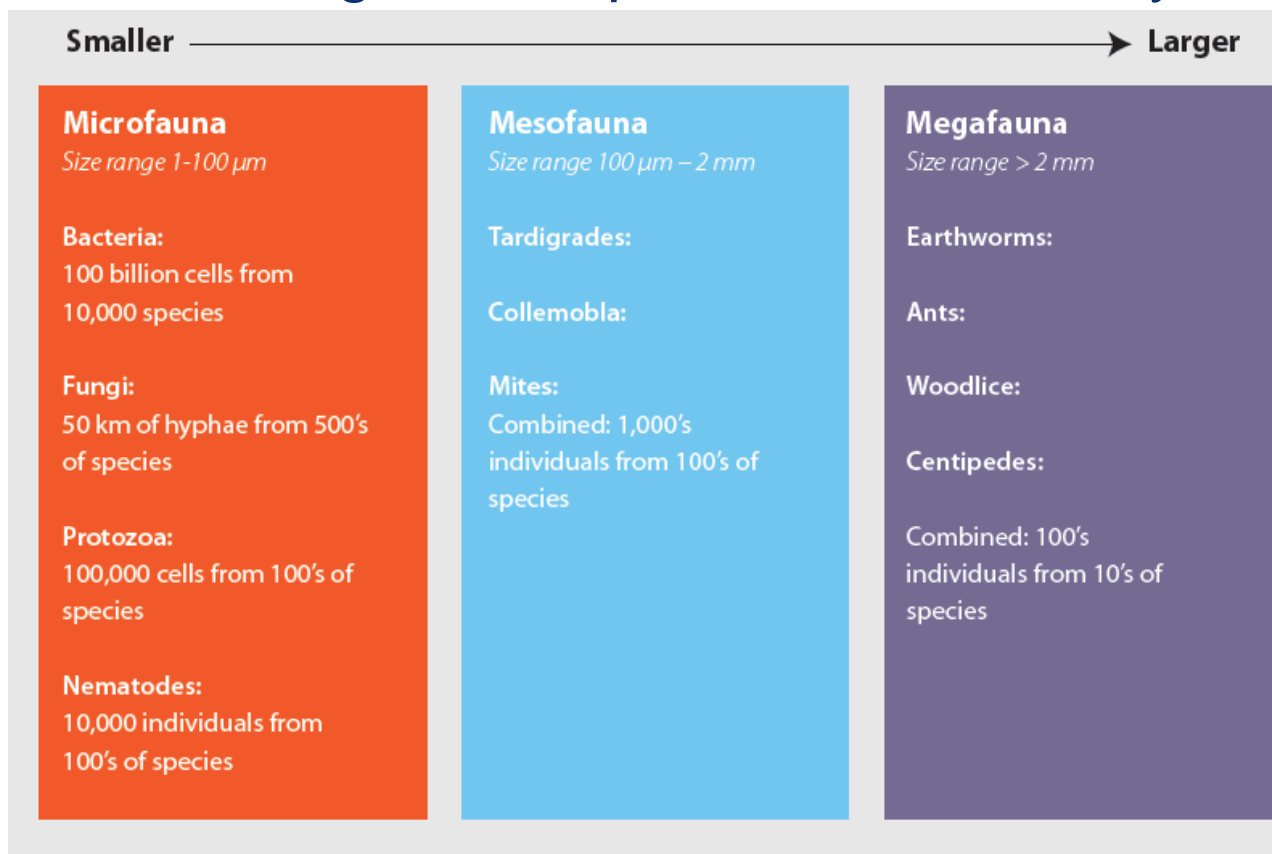 Smaller
Larger
Microfauna
Size range 1-100 µm
Bacteria:
100 billion cells from
10,000 species
Fungi:
50 km of hyphae from 500's
of species
Protozoa:
100,000 cells from 100's of
species
Nematodes:
10,000 individuals from
100's of species
Mesofauna
Size range 100 µm – 2 mm
Tardigrades:
Collemobla:
Mites:
Combined: 1,000's
individuals from 100's of
species
Megafauna
Size range > 2 mm
Earthworms:
Ants:
Woodlice:
Centipedes:
Combined: 100's
individuals from 10's of
species